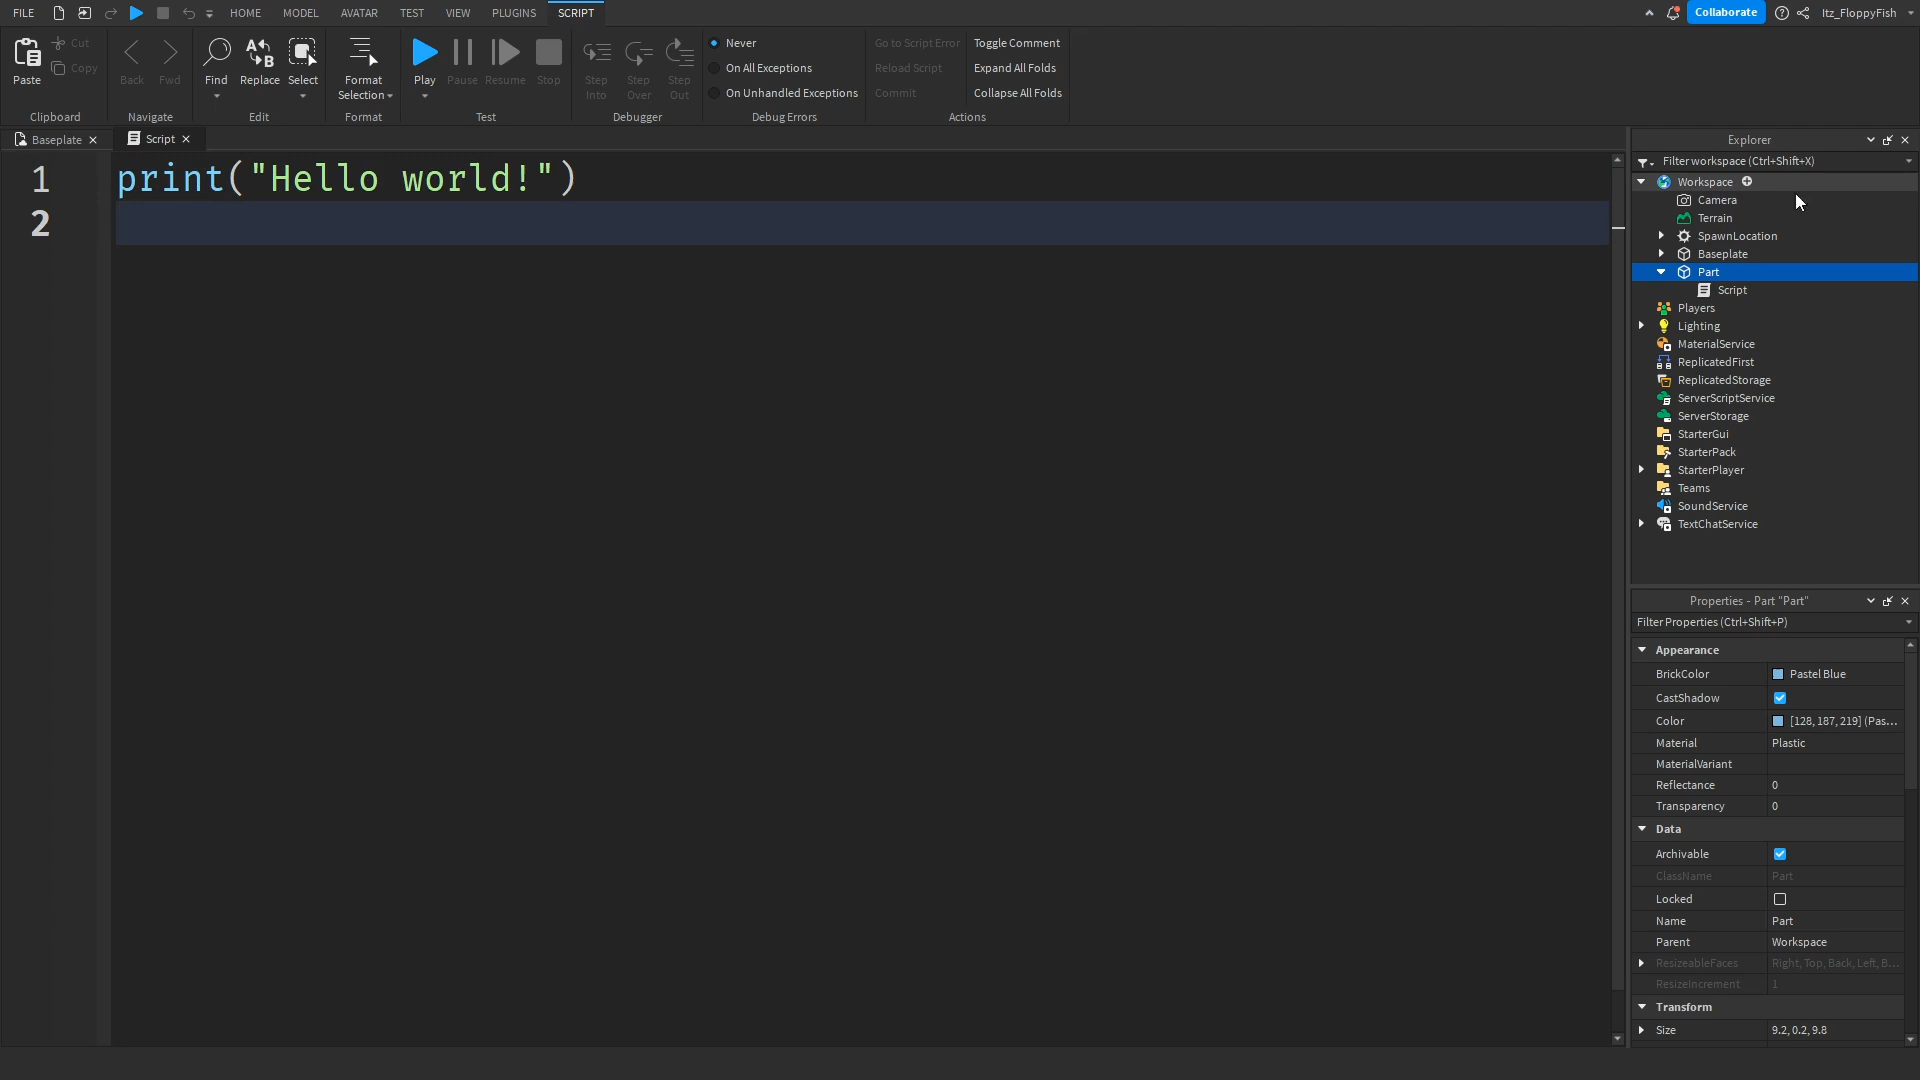 FILE HOME MODEL AVATAR TEST VIEW PLUGINS SCRIPT Collaborate Itz_FloppyFish
Paste Cut Copy Back Fwd Find Replace Select Format Selection Play Pause Resume Stop Step Into Step Over Step Out
Never
On All Exceptions
On Unhandled Exceptions
Go to Script Error
Reload Script
Commit
Toggle Comment
Expand All Folds
Collapse All Folds
Clipboard Navigate Edit Format Test Debugger Debug Errors Actions
Baseplate Script
1 print("Hello world!")
2
Explorer
Filter workspace (Ctrl+Shift+X)
Workspace
Camera
Terrain
SpawnLocation
Baseplate
Part
Script
Players
Lighting
MaterialService
ReplicatedFirst
ReplicatedStorage
ServerScriptService
ServerStorage
StarterGui
StarterPack
StarterPlayer
Teams
SoundService
TextChatService
Properties - Part "Part"
Filter Properties (Ctrl+Shift+P)
Appearance
BrickColor Pastel Blue
CastShadow
Color [128, 187, 219] (Pas...
Material Plastic
MaterialVariant
Reflectance 0
Transparency 0
Data
Archivable
ClassName Part
Locked
Name Part
Parent Workspace
ResizeableFaces Right, Top, Back, Left, B...
ResizeIncrement 1
Transform
Size 9.2, 0.2, 9.8